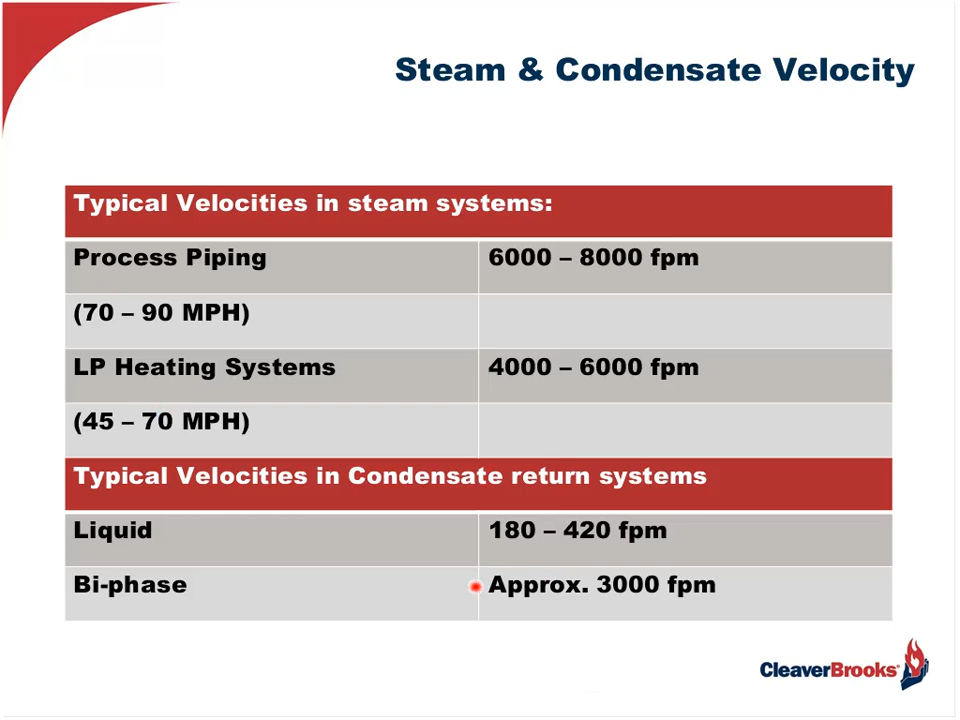 Steam & Condensate Velocity
Typical Velocities in steam systems:
Process Piping 6000 – 8000 fpm
(70 – 90 MPH)
LP Heating Systems 4000 – 6000 fpm
(45 – 70 MPH)
Typical Velocities in Condensate return systems
Liquid 180 – 420 fpm
Bi-phase Approx. 3000 fpm
CleaverBrooks